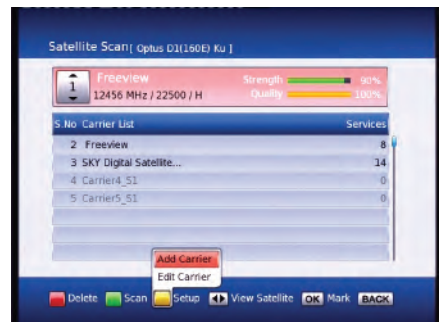 Satellite Scan[ Optus D1(160E) Ku ]
1 Freeview Strength 90%
12456 MHz / 22500 / H Quality 100%
S.No Carrier List Services
2 Freeview 8
3 SKY Digital Satellite... 14
4 Carrier4_S1 0
5 Carrier5_S1 0
Add Carrier
Edit Carrier
Delete Scan Setup View Satellite OK Mark BACK